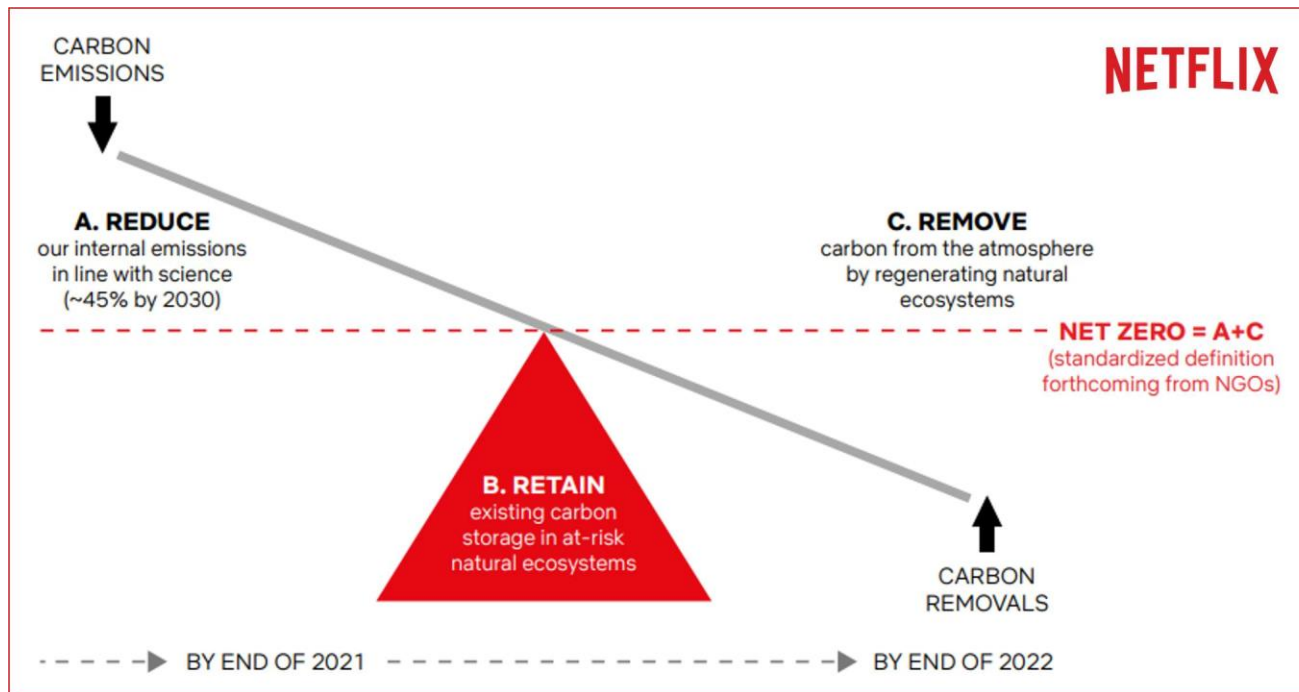 CARBON
EMISSIONS
NETFLIX
A. REDUCE
our internal emissions
in line with science
(~45% by 2030)
C. REMOVE
carbon from the atmosphere
by regenerating natural
ecosystems
NET ZERO = A+C
(standardized definition
forthcoming from NGOs)
B. RETAIN
existing carbon
storage in at-risk
natural ecosystems
CARBON
REMOVALS
BY END OF 2021
BY END OF 2022